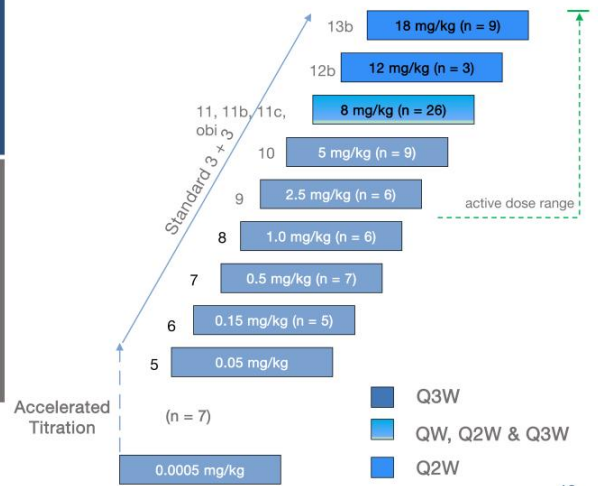 13b 18 mg/kg (n = 9)
12b 12 mg/kg (n = 3)
11, 11b, 11c,
obi
8 mg/kg (n = 26)
10 5 mg/kg (n = 9)
9 2.5 mg/kg (n = 6)
active dose range
Standard 3 + 3
8 1.0 mg/kg (n = 6)
7 0.5 mg/kg (n = 7)
6 0.15 mg/kg (n = 5)
5 0.05 mg/kg
Accelerated
Titration
(n = 7)
0.0005 mg/kg
Q3W
QW, Q2W & Q3W
Q2W